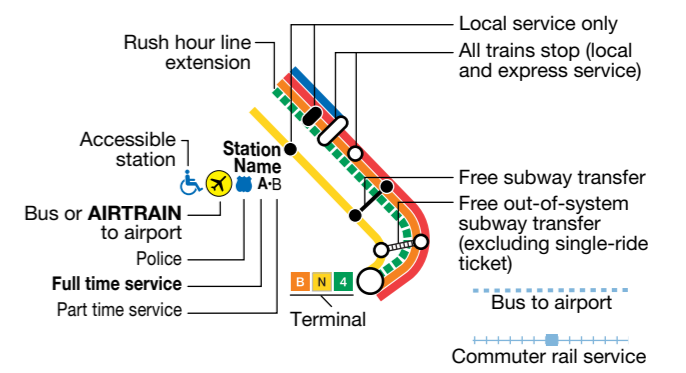 Local service only
Rush hour line
extension
All trains stop (local
and express service)
Accessible
station
Station
Name
A•B
Bus or AIRTRAIN
to airport
Police
Full time service
Part time service
Free subway transfer
Free out-of-system
subway transfer
(excluding single-ride
ticket)
B N 4
Terminal
Bus to airport
Commuter rail service